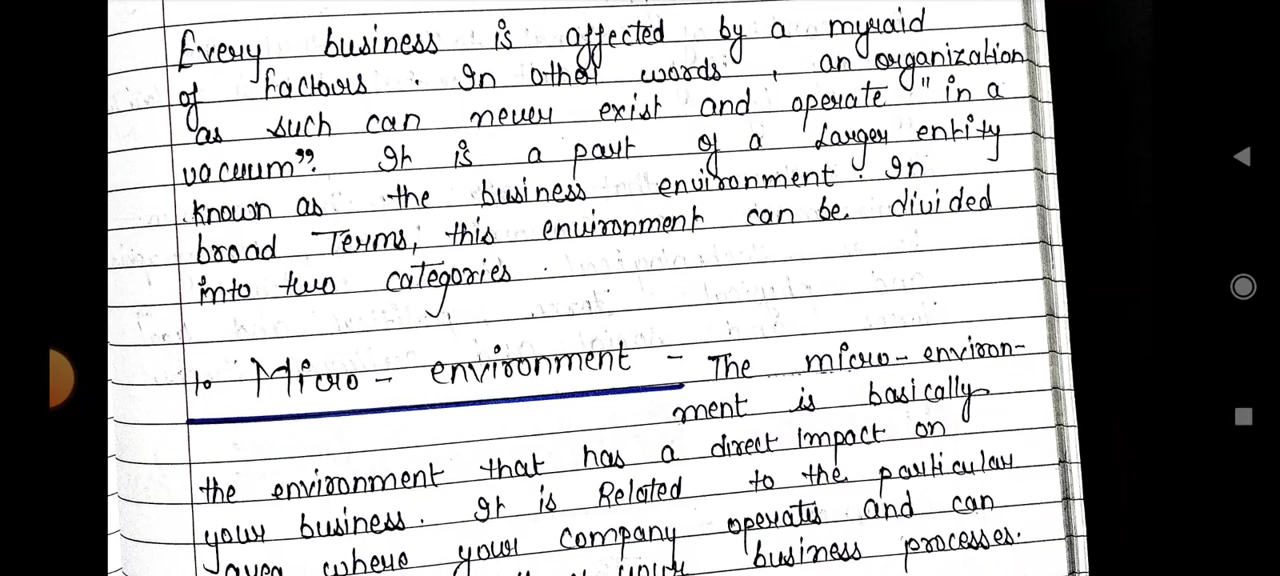 Every business is affected by a myraid
of factors. In other words, an organization
as such can never exist and operate "in a
vacuum". It is a part of a Larger entity
known as the business environment. In
broad Terms, this environment can be divided
into two categories.
1. Micro - environment - The micro-environ-
ment is basically
the environment that has a direct impact on
your business. It is Related to the particular
area where your company operates and can
business processes.